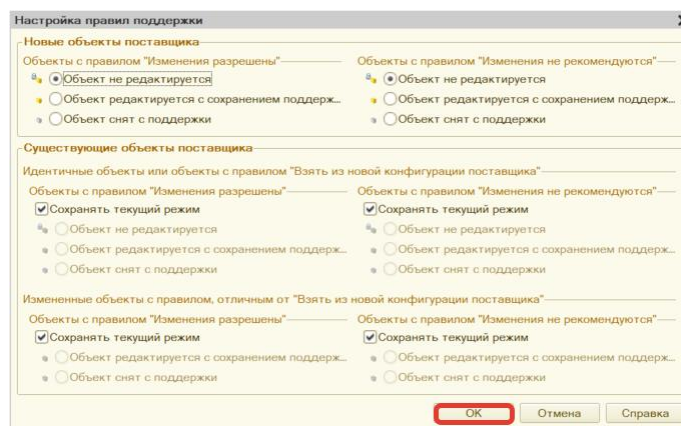 Настройка правил поддержки
Новые объекты поставщика
Объекты с правилом "Изменения разрешены" Объекты с правилом "Изменения не рекомендуются"
Объект не редактируется Объект не редактируется
Объект редактируется с сохранением поддерж... Объект редактируется с сохранением поддерж...
Объект снят с поддержки Объект снят с поддержки
Существующие объекты поставщика
Идентичные объекты или объекты с правилом "Взять из новой конфигурации поставщика"
Объекты с правилом "Изменения разрешены" Объекты с правилом "Изменения не рекомендуются"
Сохранять текущий режим Сохранять текущий режим
Объект не редактируется Объект не редактируется
Объект редактируется с сохранением поддерж... Объект редактируется с сохранением поддерж...
Объект снят с поддержки Объект снят с поддержки
Измененные объекты с правилом, отличным от "Взять из новой конфигурации поставщика"
Объекты с правилом "Изменения разрешены" Объекты с правилом "Изменения не рекомендуются"
Сохранять текущий режим Сохранять текущий режим
Объект редактируется с сохранением поддерж... Объект редактируется с сохранением поддерж...
Объект снят с поддержки Объект снят с поддержки
ОК Отмена Справка